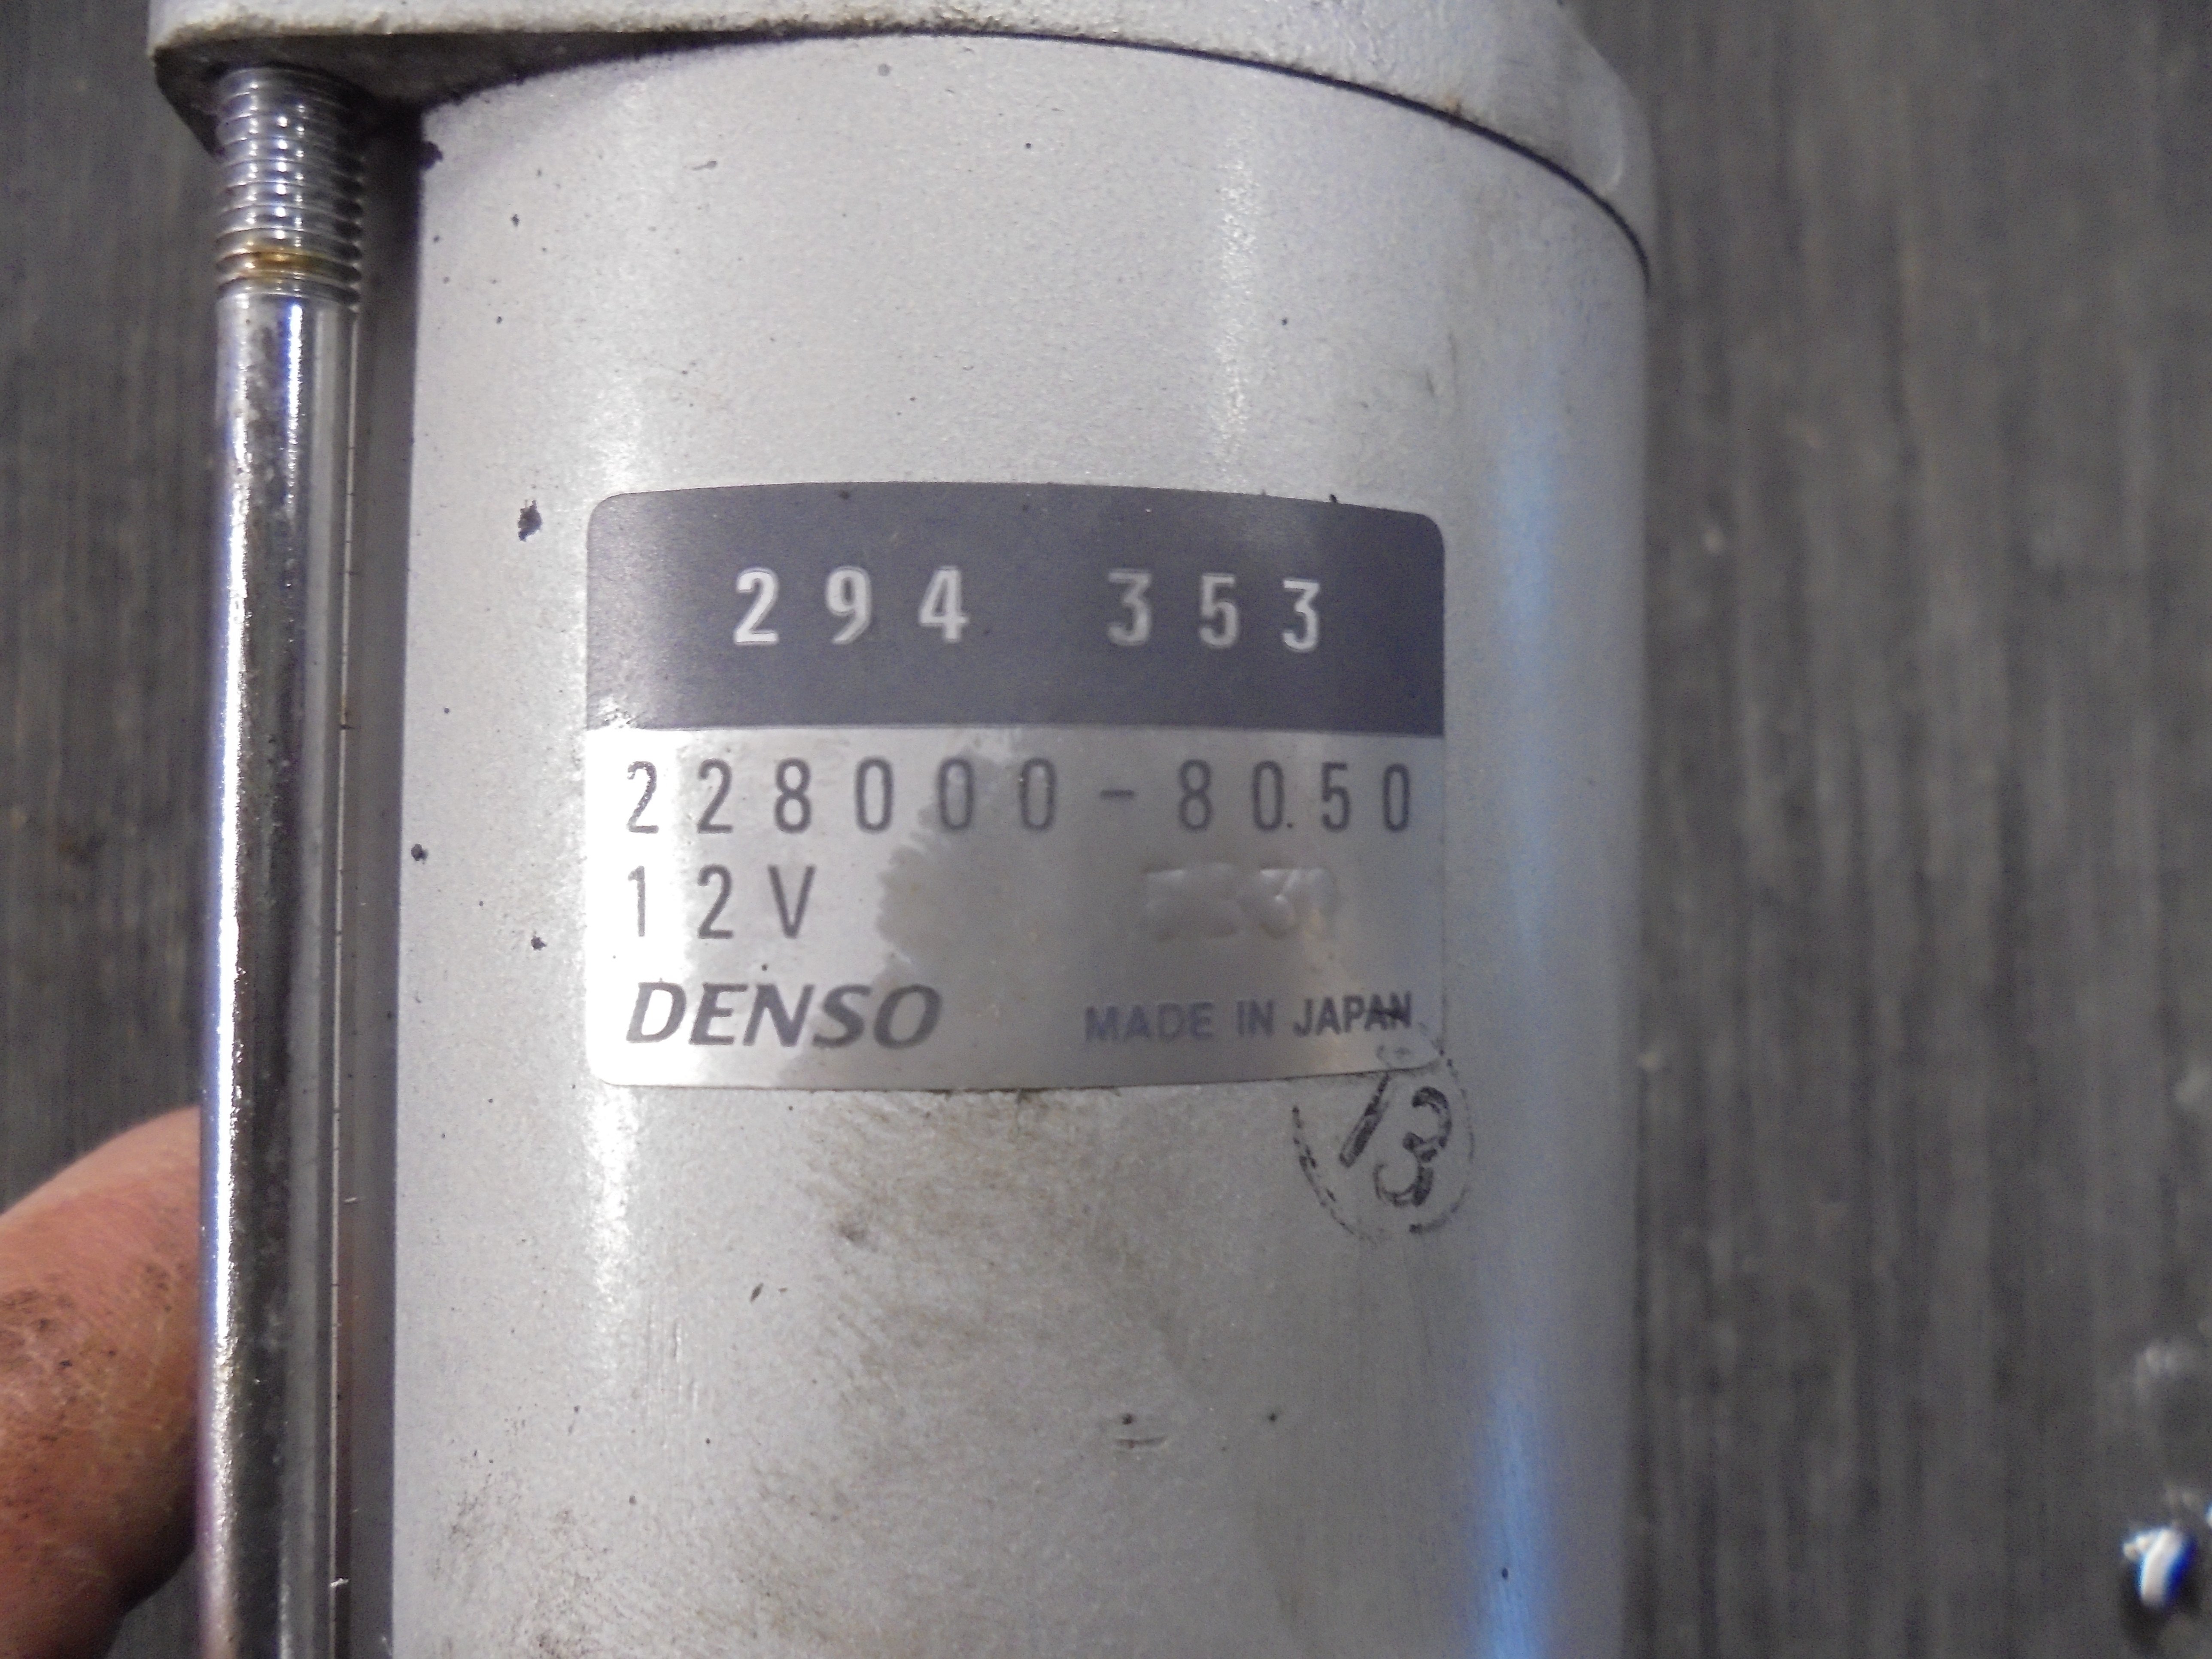 294 353
228000-8050
12V
DENSO MADE IN JAPAN
13